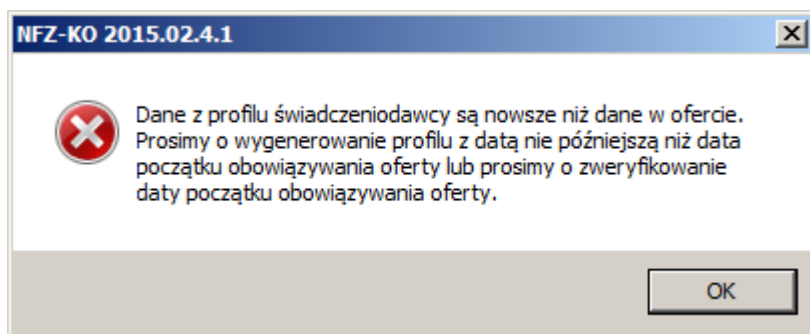 NFZ-KO 2015.02.4.1
Dane z profilu świadczeniodawcy są nowsze niż dane w ofercie.
Prosimy o wygenerowanie profilu z datą nie późniejszą niż data
początku obowiązywania oferty lub prosimy o zweryfikowanie
daty początku obowiązywania oferty.
OK